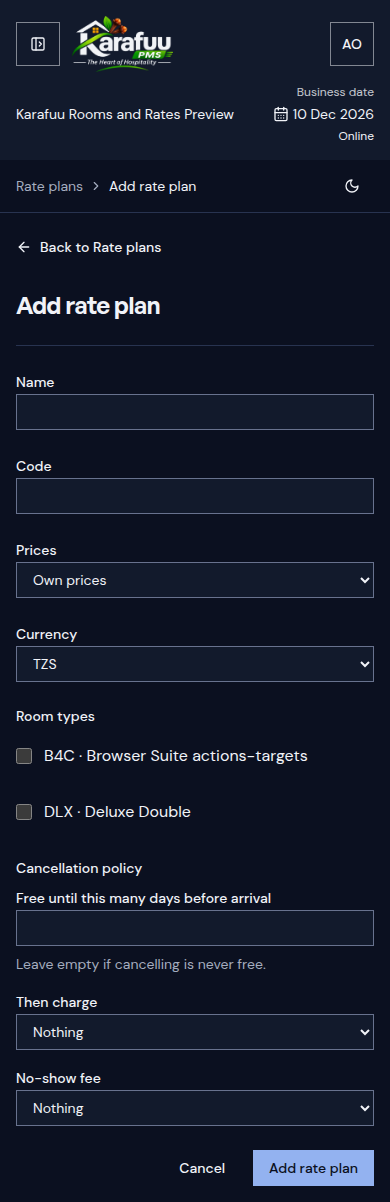 Karafuu
PMS
The Heart of Hospitality
AO
Business date
Karafuu Rooms and Rates Preview
10 Dec 2026
Online
Rate plans > Add rate plan
← Back to Rate plans
Add rate plan
Name
Code
Prices
Own prices
Currency
TZS
Room types
B4C · Browser Suite actions-targets
DLX · Deluxe Double
Cancellation policy
Free until this many days before arrival
Leave empty if cancelling is never free.
Then charge
Nothing
No-show fee
Nothing
Cancel
Add rate plan